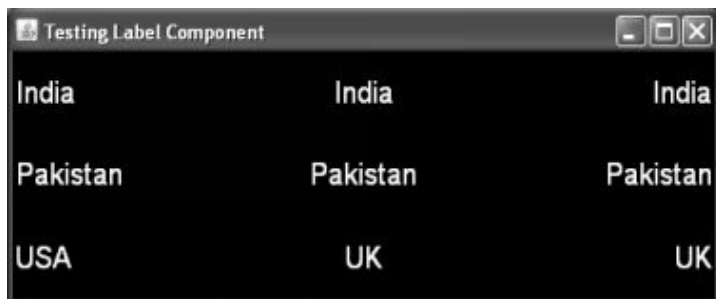 Testing Label Component
India India India
Pakistan Pakistan Pakistan
USA UK UK